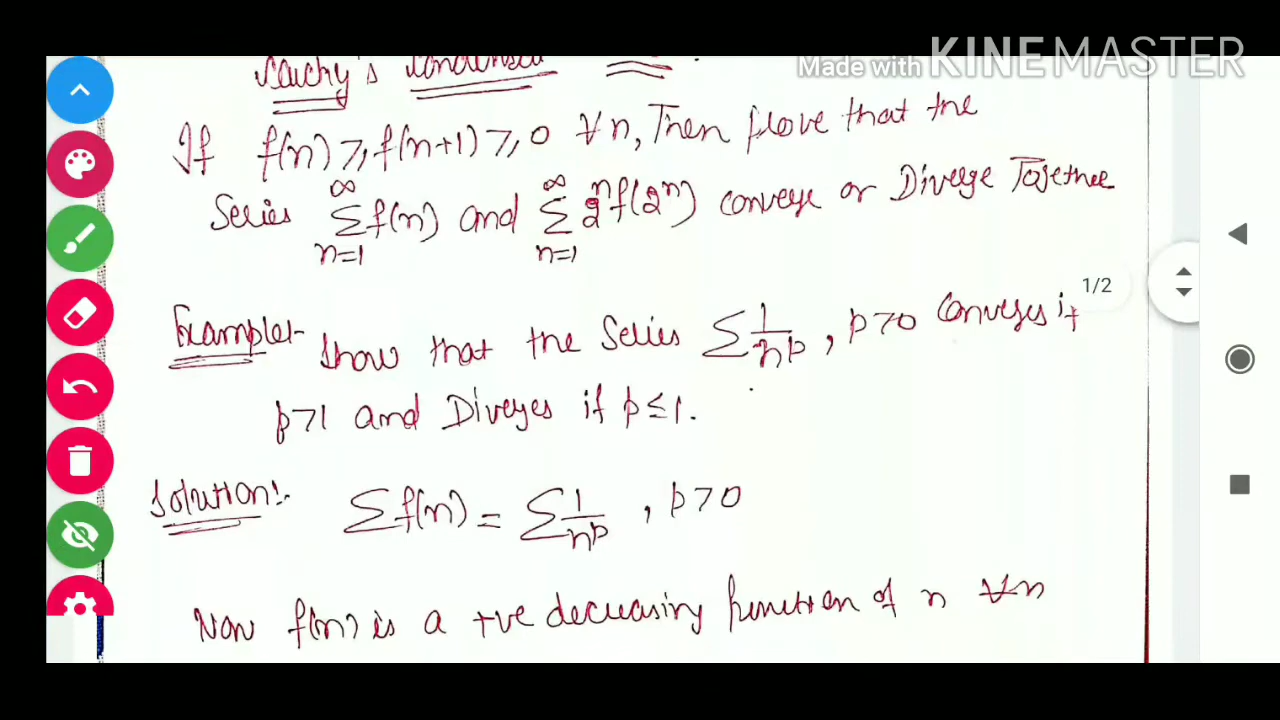 Made with KINEMASTER
Cauchy's Condensed
If f(n) ≥ f(n+1) ≥ 0 ∀n, Then Prove that the
Series ∑_{n=1}^{∞} f(n) and ∑_{n=1}^{∞} 2^n f(2^n) converge or Diverge Together
1/2
Example:- Show that the Series ∑ 1/n^p, p>0 Converges if
p>1 and Diverges if p≤1.
Solution:- ∑f(n) = ∑ 1/n^p, p>0
Now f(n) is a +ve decreasing function of n ∀n